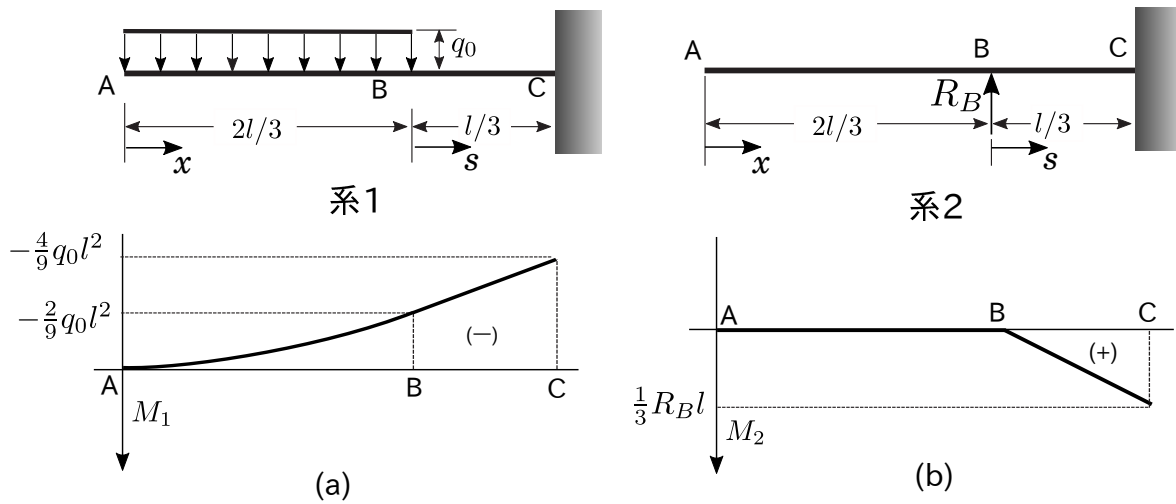 q₀
A
B
C
2l/3
l/3
x
s
系1
−4/9 q₀l²
−2/9 q₀l²
(−)
A
B
C
M₁
(a)
A
B
C
R_B
2l/3
l/3
x
s
系2
A
B
C
(+)
1/3 R_Bl
M₂
(b)